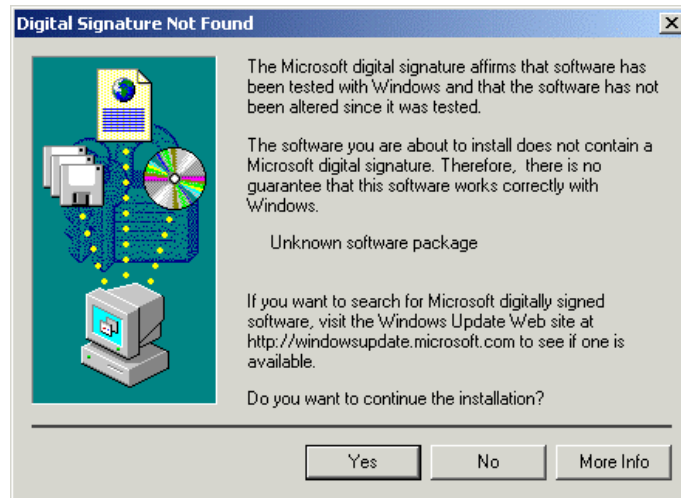 Digital Signature Not Found
The Microsoft digital signature affirms that software has
been tested with Windows and that the software has not
been altered since it was tested.
The software you are about to install does not contain a
Microsoft digital signature. Therefore,  there is no
guarantee that this software works correctly with
Windows.
Unknown software package
If you want to search for Microsoft digitally signed
software, visit the Windows Update Web site at
http://windowsupdate.microsoft.com to see if one is
available.
Do you want to continue the installation?
Yes
No
More Info